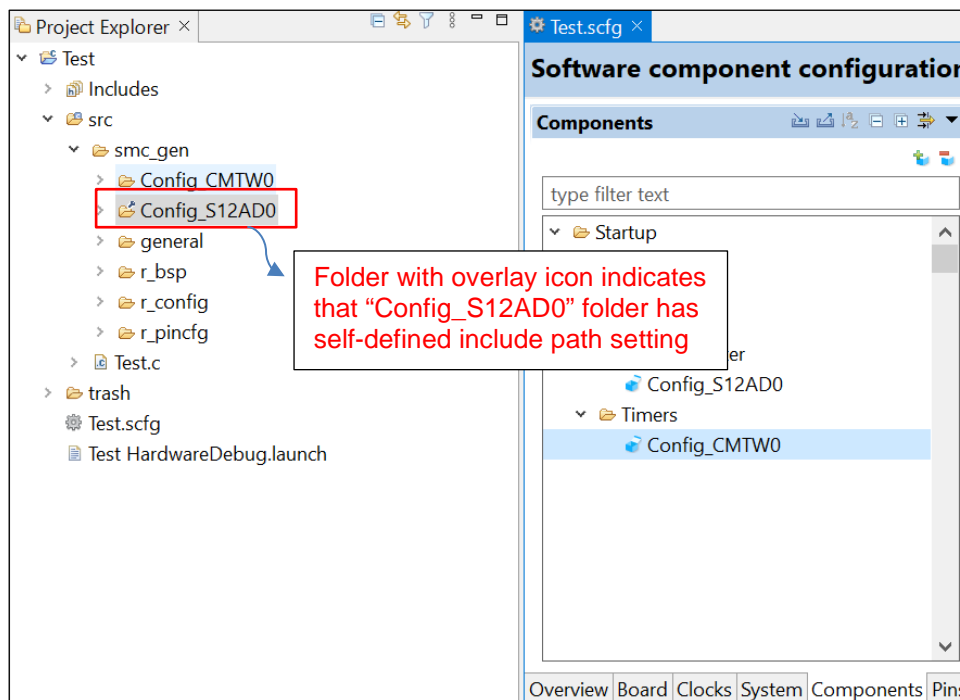 Project Explorer
Test
Includes
src
smc_gen
Config_CMTW0
Config_S12AD0
general
r_bsp
r_config
r_pincfg
Test.c
trash
Test.scfg
Test HardwareDebug.launch
Folder with overlay icon indicates
that “Config_S12AD0” folder has
self-defined include path setting
Test.scfg
Software component configuration
Components
type filter text
Startup
er
Config_S12AD0
Timers
Config_CMTW0
Overview Board Clocks System Components Pins